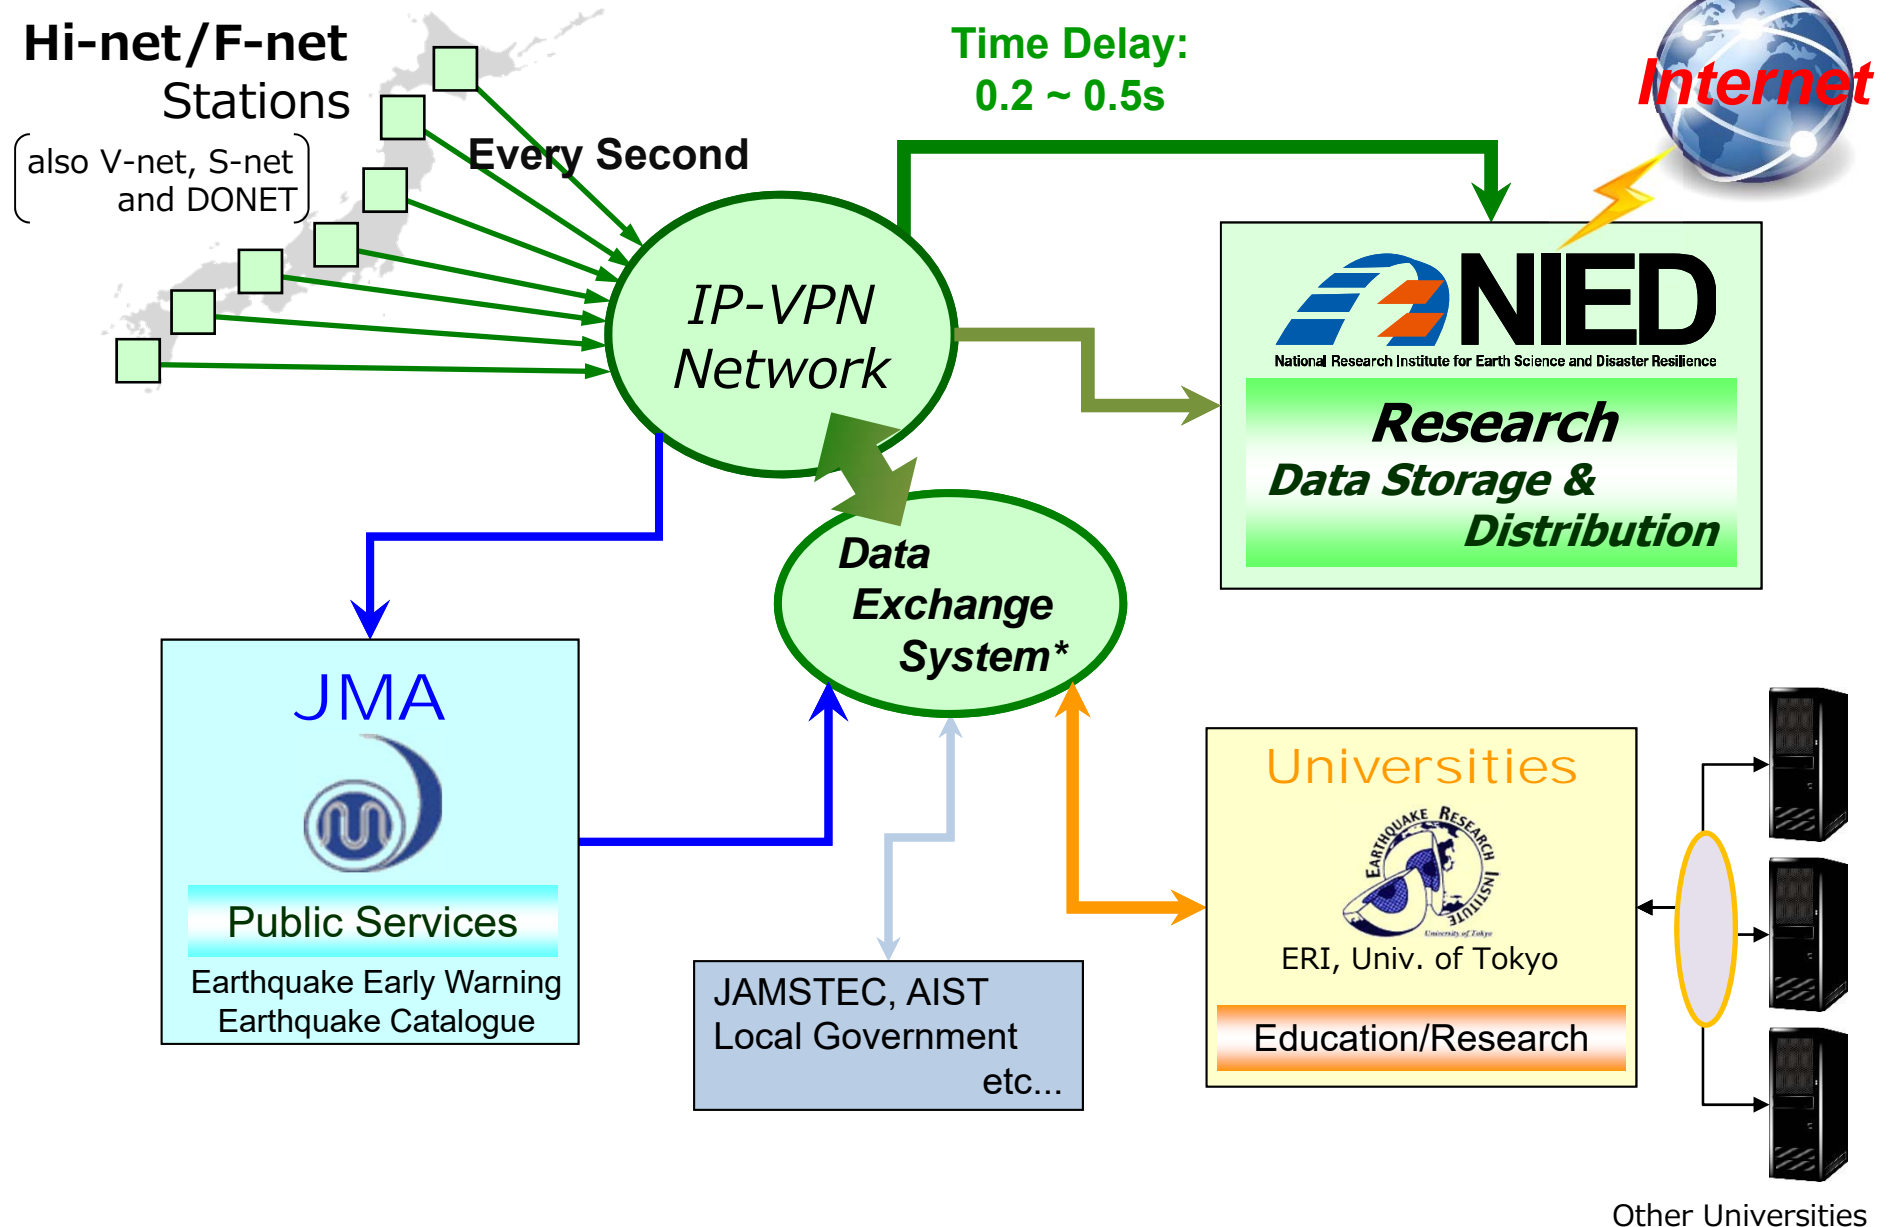 Hi-net/F-net
Stations
also V-net, S-net
and DONET
Every Second
Time Delay:
0.2 ~ 0.5s
Internet
IP-VPN
Network
NIED
National Research Institute for Earth Science and Disaster Resilience
Research
Data Storage &
Distribution
Data
Exchange
System*
JMA
Public Services
Earthquake Early Warning
Earthquake Catalogue
JAMSTEC, AIST
Local Government
etc...
Universities
EARTHQUAKE RESEARCH INSTITUTE
University of Tokyo
ERI, Univ. of Tokyo
Education/Research
Other Universities